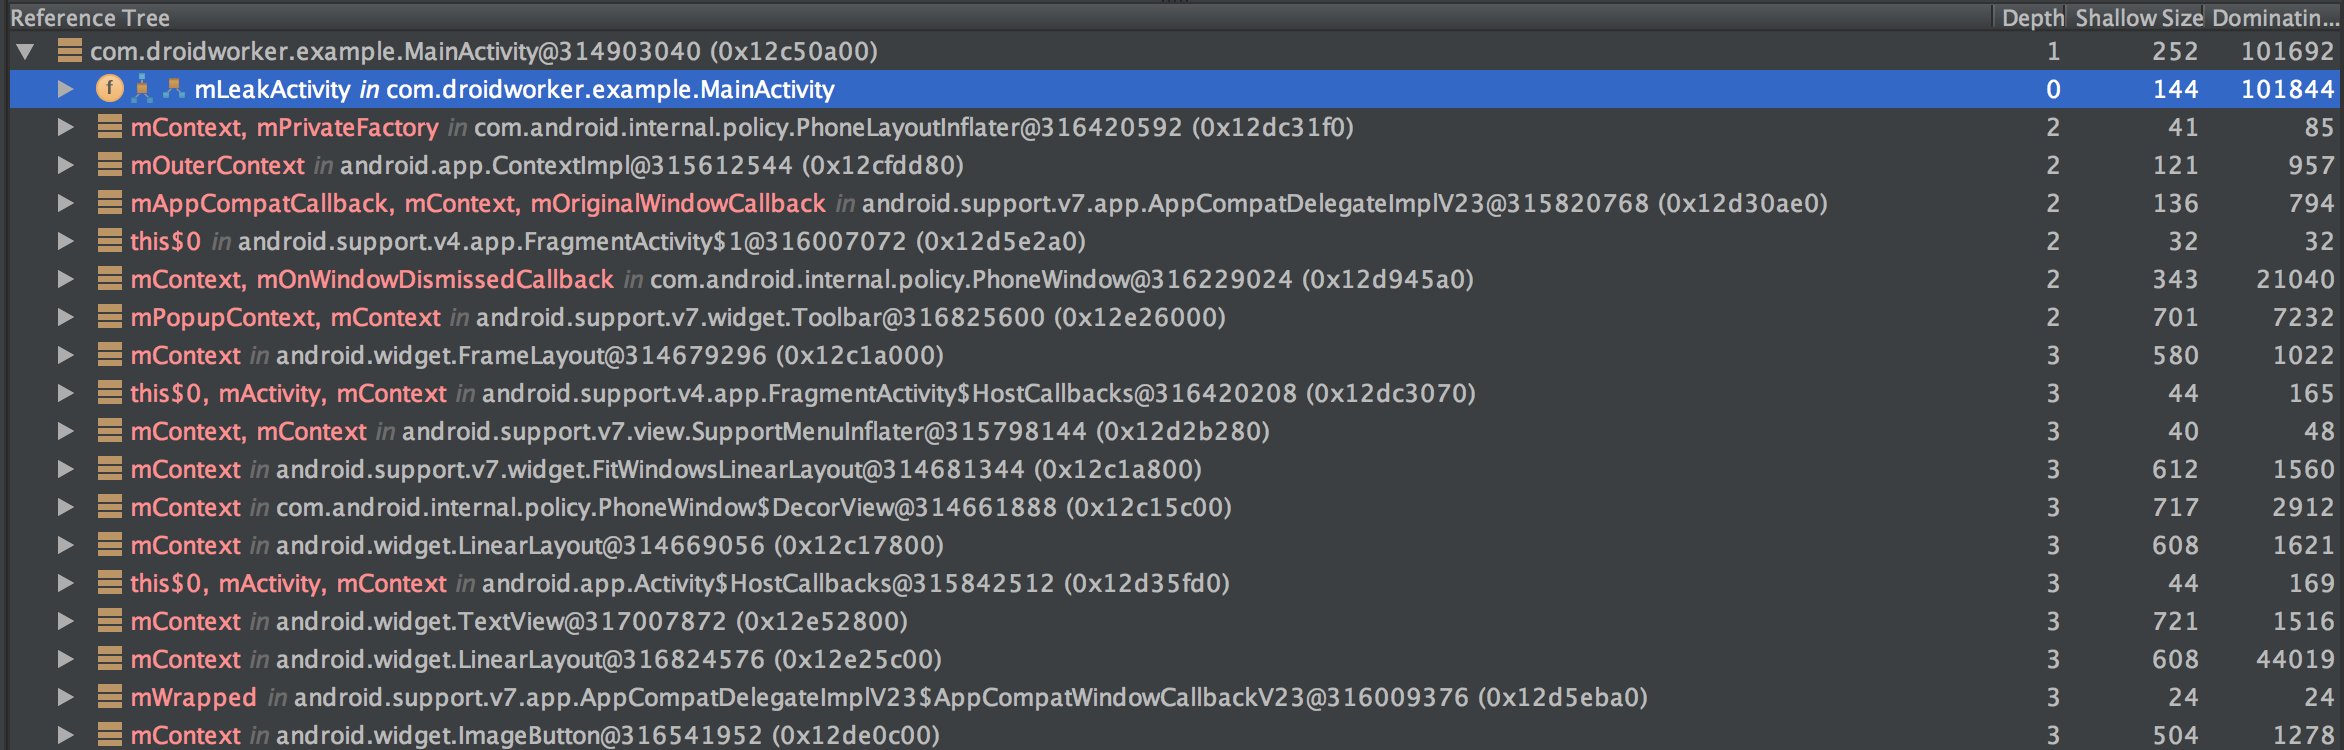 Reference Tree Depth Shallow Size Dominatin...
com.droidworker.example.MainActivity@314903040 (0x12c50a00) 1 252 101692
f mLeakActivity in com.droidworker.example.MainActivity 0 144 101844
mContext, mPrivateFactory in com.android.internal.policy.PhoneLayoutInflater@316420592 (0x12dc31f0) 2 41 85
mOuterContext in android.app.ContextImpl@315612544 (0x12cfdd80) 2 121 957
mAppCompatCallback, mContext, mOriginalWindowCallback in android.support.v7.app.AppCompatDelegateImplV23@315820768 (0x12d30ae0) 2 136 794
this$0 in android.support.v4.app.FragmentActivity$1@316007072 (0x12d5e2a0) 2 32 32
mContext, mOnWindowDismissedCallback in com.android.internal.policy.PhoneWindow@316229024 (0x12d945a0) 2 343 21040
mPopupContext, mContext in android.support.v7.widget.Toolbar@316825600 (0x12e26000) 2 701 7232
mContext in android.widget.FrameLayout@314679296 (0x12c1a000) 3 580 1022
this$0, mActivity, mContext in android.support.v4.app.FragmentActivity$HostCallbacks@316420208 (0x12dc3070) 3 44 165
mContext, mContext in android.support.v7.view.SupportMenuInflater@315798144 (0x12d2b280) 3 40 48
mContext in android.support.v7.widget.FitWindowsLinearLayout@314681344 (0x12c1a800) 3 612 1560
mContext in com.android.internal.policy.PhoneWindow$DecorView@314661888 (0x12c15c00) 3 717 2912
mContext in android.widget.LinearLayout@314669056 (0x12c17800) 3 608 1621
this$0, mActivity, mContext in android.app.Activity$HostCallbacks@315842512 (0x12d35fd0) 3 44 169
mContext in android.widget.TextView@317007872 (0x12e52800) 3 721 1516
mContext in android.widget.LinearLayout@316824576 (0x12e25c00) 3 608 44019
mWrapped in android.support.v7.app.AppCompatDelegateImplV23$AppCompatWindowCallbackV23@316009376 (0x12d5eba0) 3 24 24
mContext in android.widget.ImageButton@316541952 (0x12de0c00) 3 504 1278